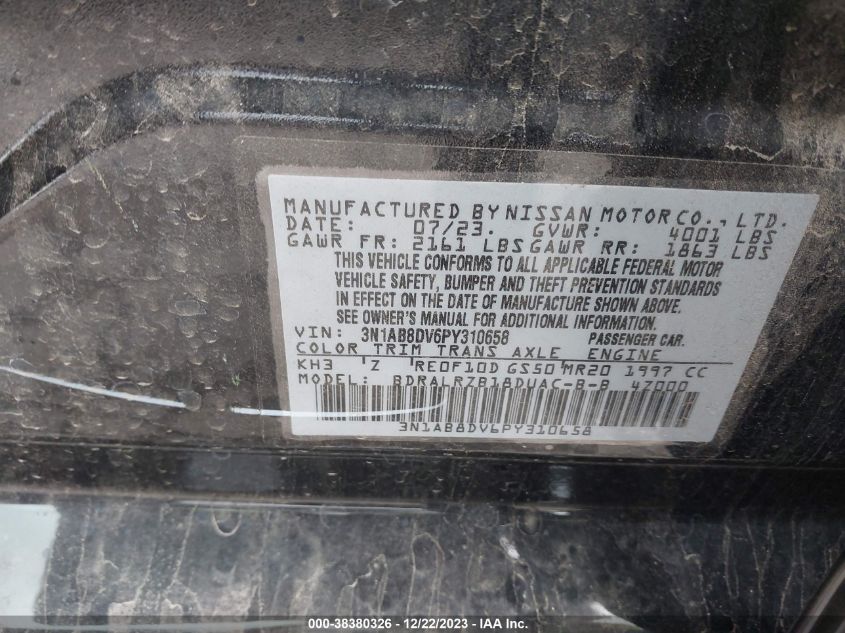 MANUFACTURED BY NISSAN MOTOR CO., LTD.
DATE: 07/23. GVWR: 4001 LBS
GAWR FR: 2161 LBS GAWR RR: 1863 LBS
THIS VEHICLE CONFORMS TO ALL APPLICABLE FEDERAL MOTOR
VEHICLE SAFETY, BUMPER AND THEFT PREVENTION STANDARDS
IN EFFECT ON THE DATE OF MANUFACTURE SHOWN ABOVE.
SEE OWNER'S MANUAL FOR ADDITIONAL INFORMATION.
VIN: 3N1AB8DV6PY310658 PASSENGER CAR.
COLOR TRIM TRANS AXLE ENGINE
KH3 Z RE0F10D GS50 MR20 1997 CC
MODEL: BDRALRZB18DUAC-B-B 4Z000
3N1AB8DV6PY310658
000-38380326 - 12/22/2023 - IAA Inc.